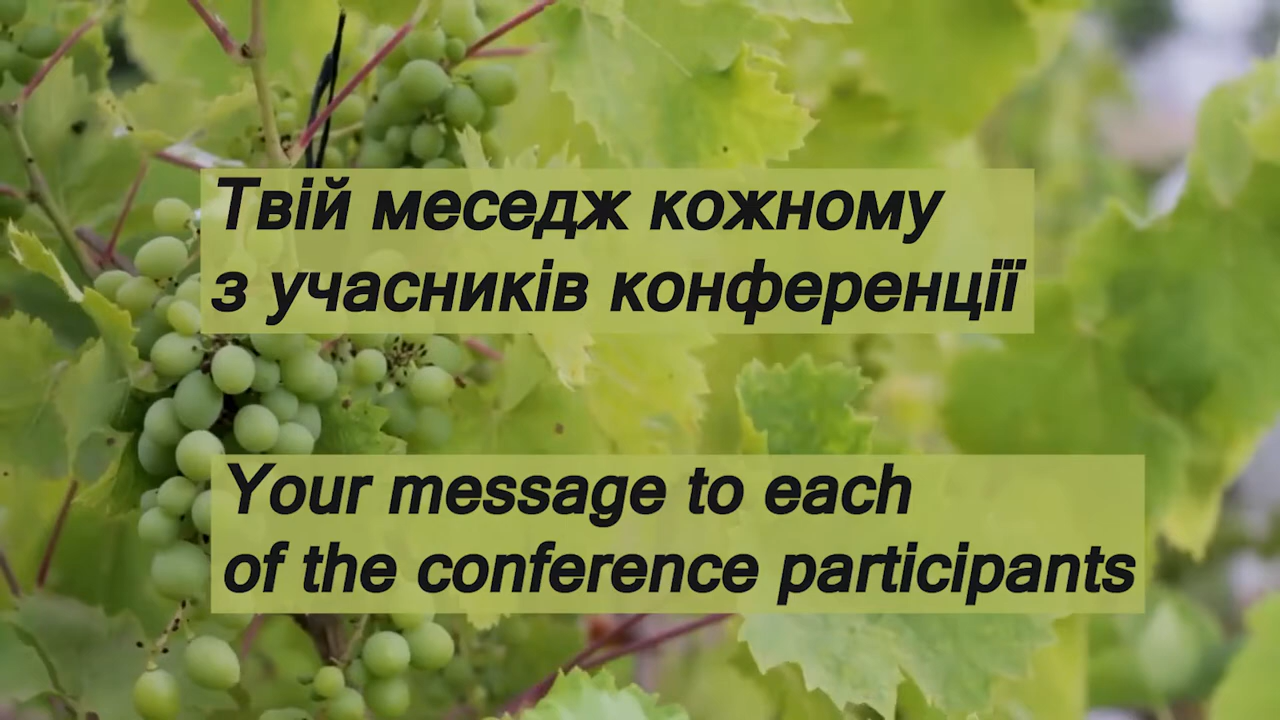 Твій меседж кожному
з учасників конференції
Your message to each
of the conference participants